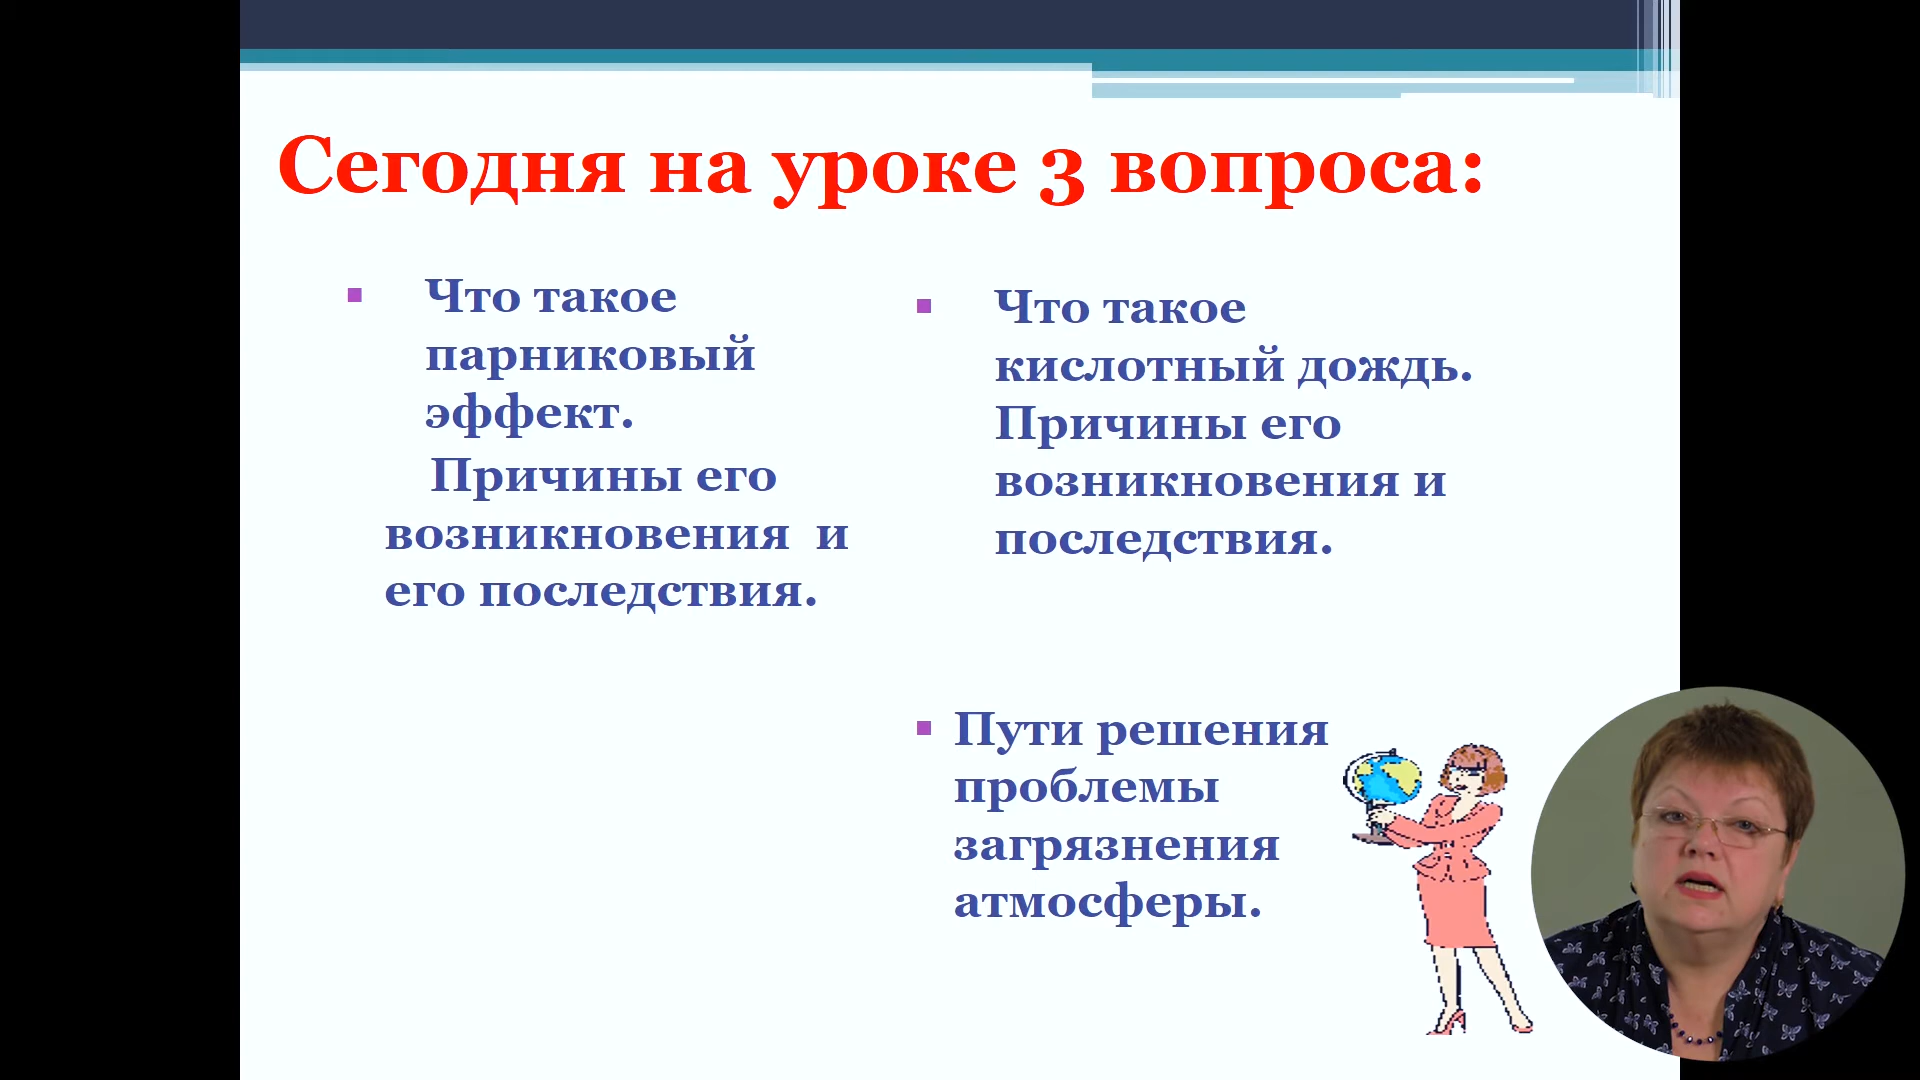 Сегодня на уроке 3 вопроса:
Что такое
парниковый
эффект.
Причины его
возникновения и
его последствия.
Что такое
кислотный дождь.
Причины его
возникновения и
последствия.
Пути решения
проблемы
загрязнения
атмосферы.